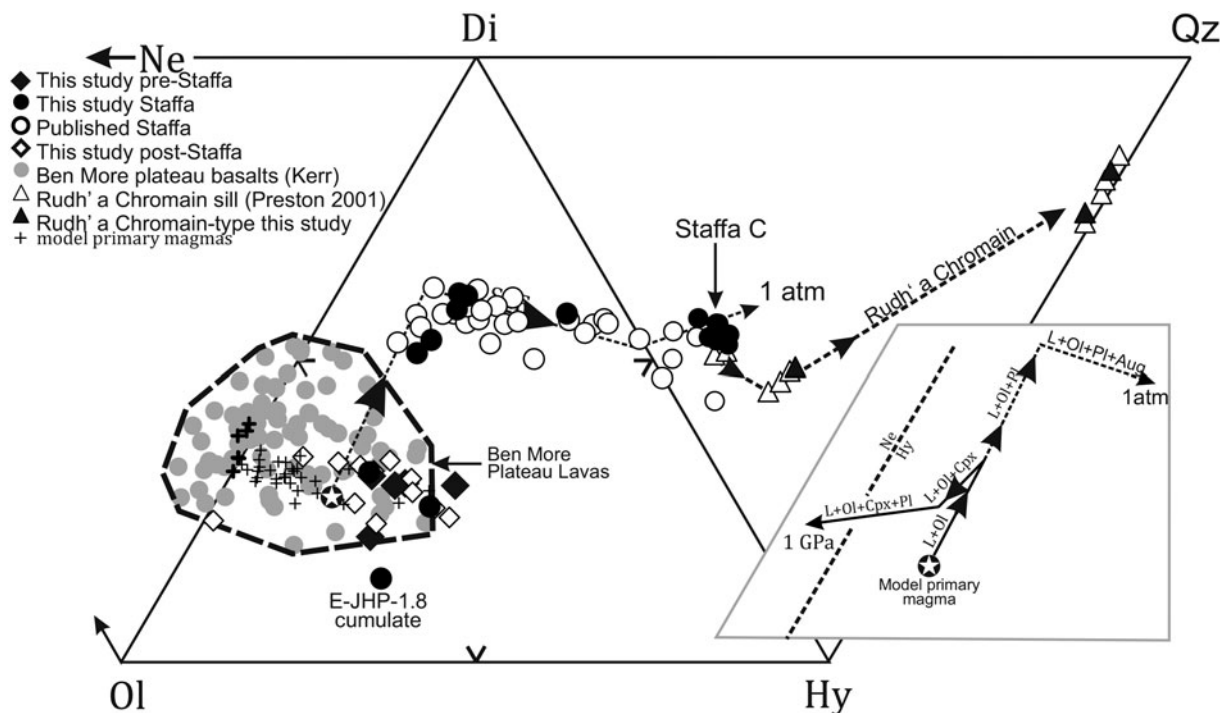 Di
Qz
Ne
This study pre-Staffa
This study Staffa
Published Staffa
This study post-Staffa
Ben More plateau basalts (Kerr)
Rudh' a Chromain sill (Preston 2001)
Rudh' a Chromain-type this study
model primary magmas
Staffa C
1 atm
Rudh' a Chromain
Ben More
Plateau Lavas
E-JHP-1.8
cumulate
L+Ol+Pl+Aug
1atm
L+Ol+Pl
Ne
Hy
L+Ol+Cpx
L+Ol+Cpx+Pl
1 GPa
L+Ol
Model primary
magma
Ol
Hy